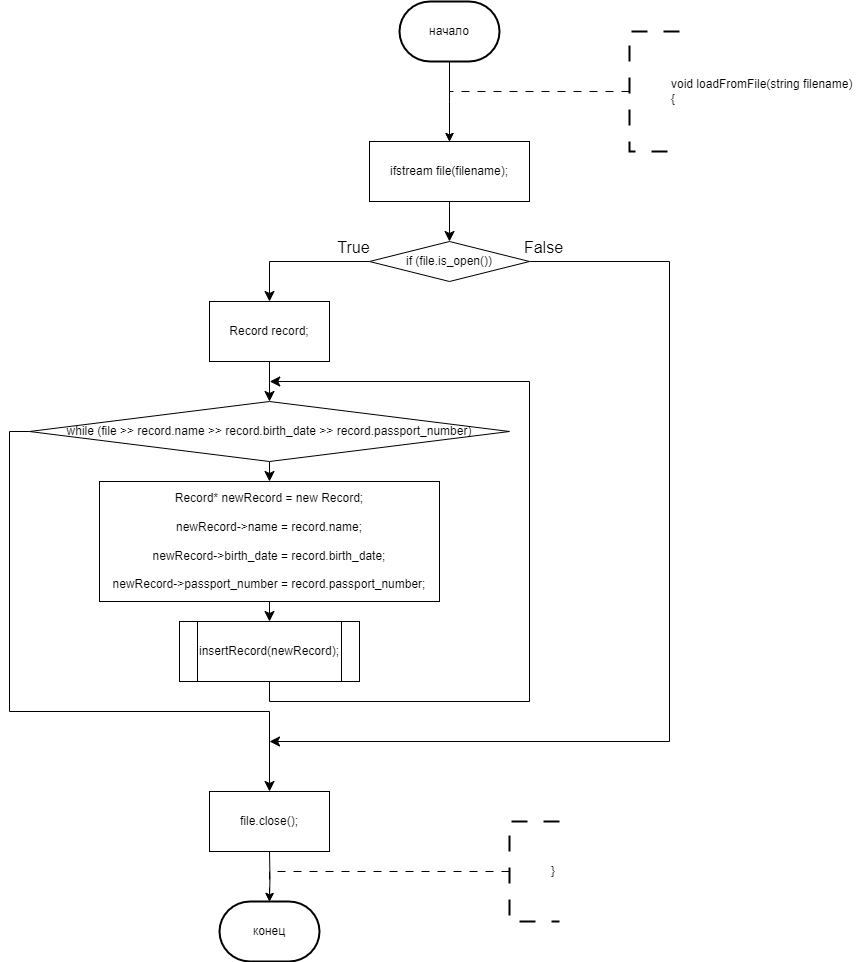 начало
void loadFromFile(string filename)
{
ifstream file(filename);
True
False
if (file.is_open())
Record record;
while (file >> record.name >> record.birth_date >> record.passport_number)
Record* newRecord = new Record;
newRecord->name = record.name;
newRecord->birth_date = record.birth_date;
newRecord->passport_number = record.passport_number;
insertRecord(newRecord);
file.close();
}
конец